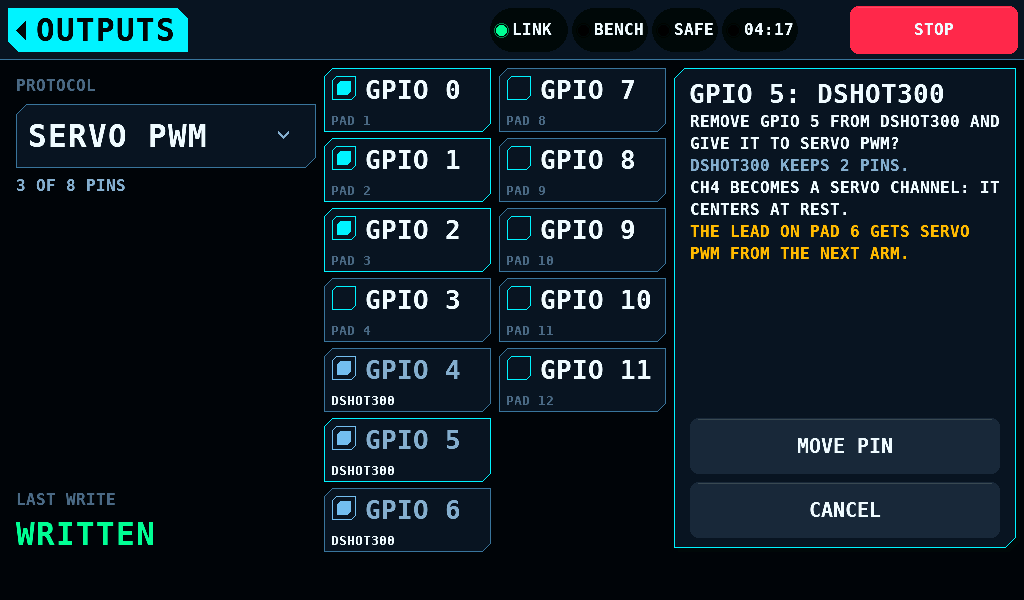 OUTPUTS
LINK
BENCH
SAFE
04:17
STOP
PROTOCOL
SERVO PWM
3 OF 8 PINS
LAST WRITE
WRITTEN
GPIO 0
PAD 1
GPIO 1
PAD 2
GPIO 2
PAD 3
GPIO 3
PAD 4
GPIO 4
DSHOT300
GPIO 5
DSHOT300
GPIO 6
DSHOT300
GPIO 7
PAD 8
GPIO 8
PAD 9
GPIO 9
PAD 10
GPIO 10
PAD 11
GPIO 11
PAD 12
GPIO 5: DSHOT300
REMOVE GPIO 5 FROM DSHOT300 AND
GIVE IT TO SERVO PWM?
DSHOT300 KEEPS 2 PINS.
CH4 BECOMES A SERVO CHANNEL: IT
CENTERS AT REST.
THE LEAD ON PAD 6 GETS SERVO
PWM FROM THE NEXT ARM.
MOVE PIN
CANCEL